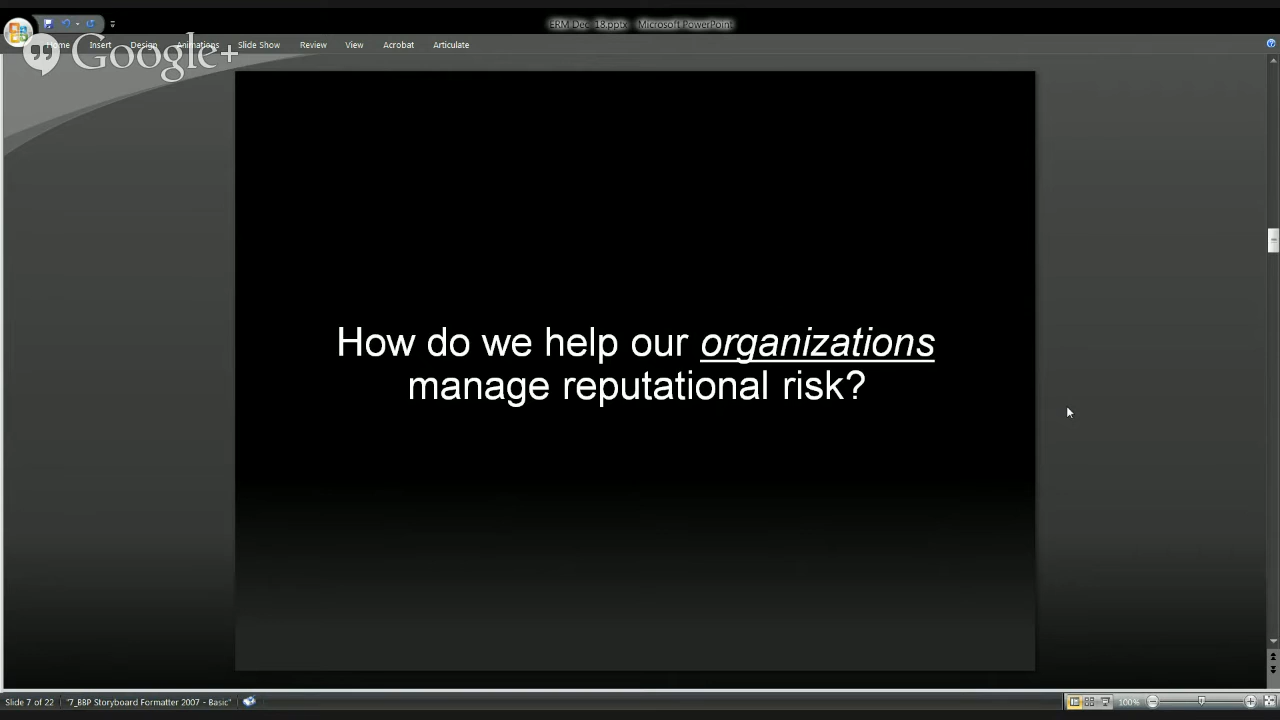 ERM Dec 18.pptx - Microsoft PowerPoint
Home Insert Design Animations Slide Show Review View Acrobat Articulate
Google+
How do we help our organizations
manage reputational risk?
Slide 7 of 22 "7_BBP Storyboard Formatter 2007 - Basic" 100%